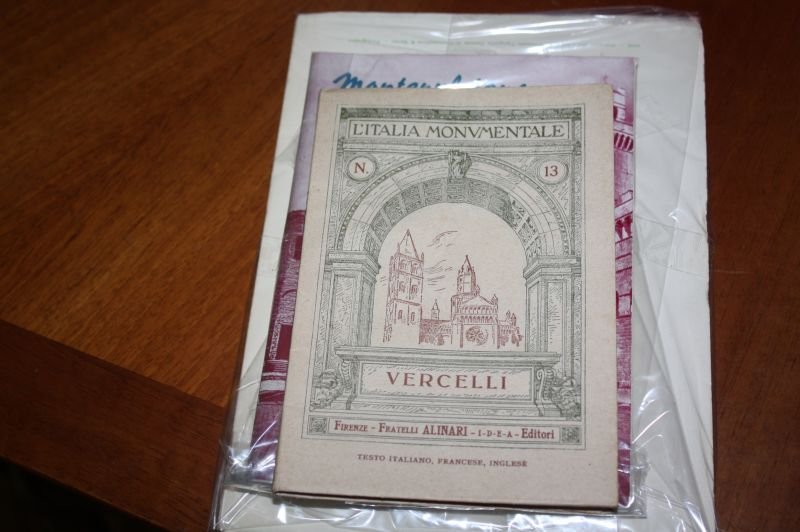 L'ITALIA MONVMENTALE
N. 13
VERCELLI
FIRENZE - FRATELLI ALINARI - I-D-E-A - Editori
TESTO ITALIANO, FRANCESE, INGLESE